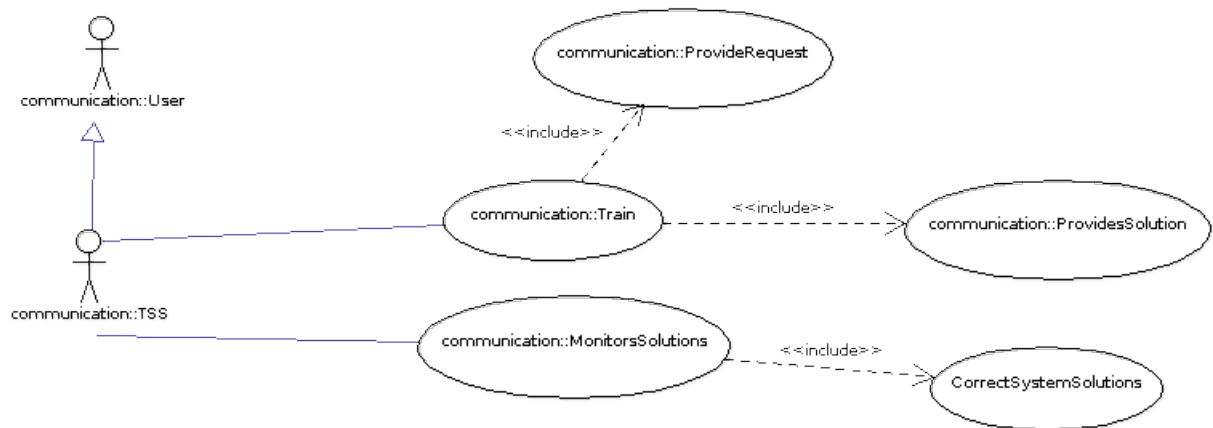 communication::ProvideRequest
communication::User
<<include>>
communication::Train
<<include>>
communication::ProvidesSolution
communication::TSS
communication::MonitorsSolutions
<<include>>
CorrectSystemSolutions